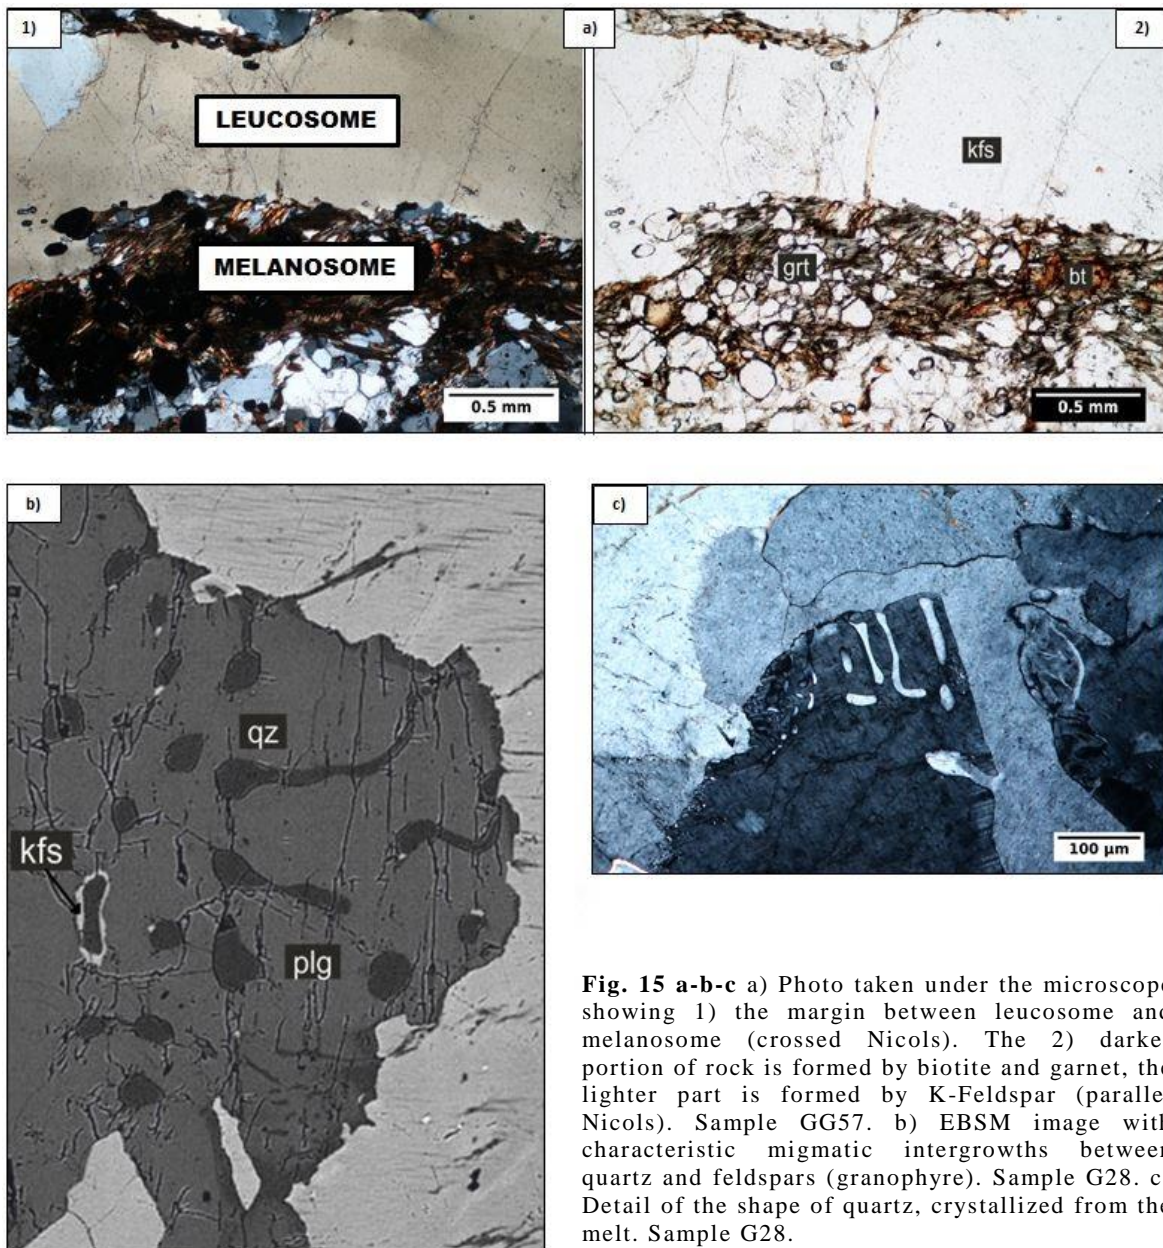 1)
a)
2)
LEUCOSOME
kfs
MELANOSOME
grt
bt
0.5 mm
0.5 mm
b)
c)
qz
kfs
plg
100 µm
Fig. 15 a-b-c a) Photo taken under the microscope
showing 1) the margin between leucosome and
melanosome (crossed Nicols). The 2) darke
portion of rock is formed by biotite and garnet, the
lighter part is formed by K-Feldspar (paralle
Nicols). Sample GG57. b) EBSM image with
characteristic migmatic intergrowths between
quartz and feldspars (granophyre). Sample G28. c
Detail of the shape of quartz, crystallized from the
melt. Sample G28.